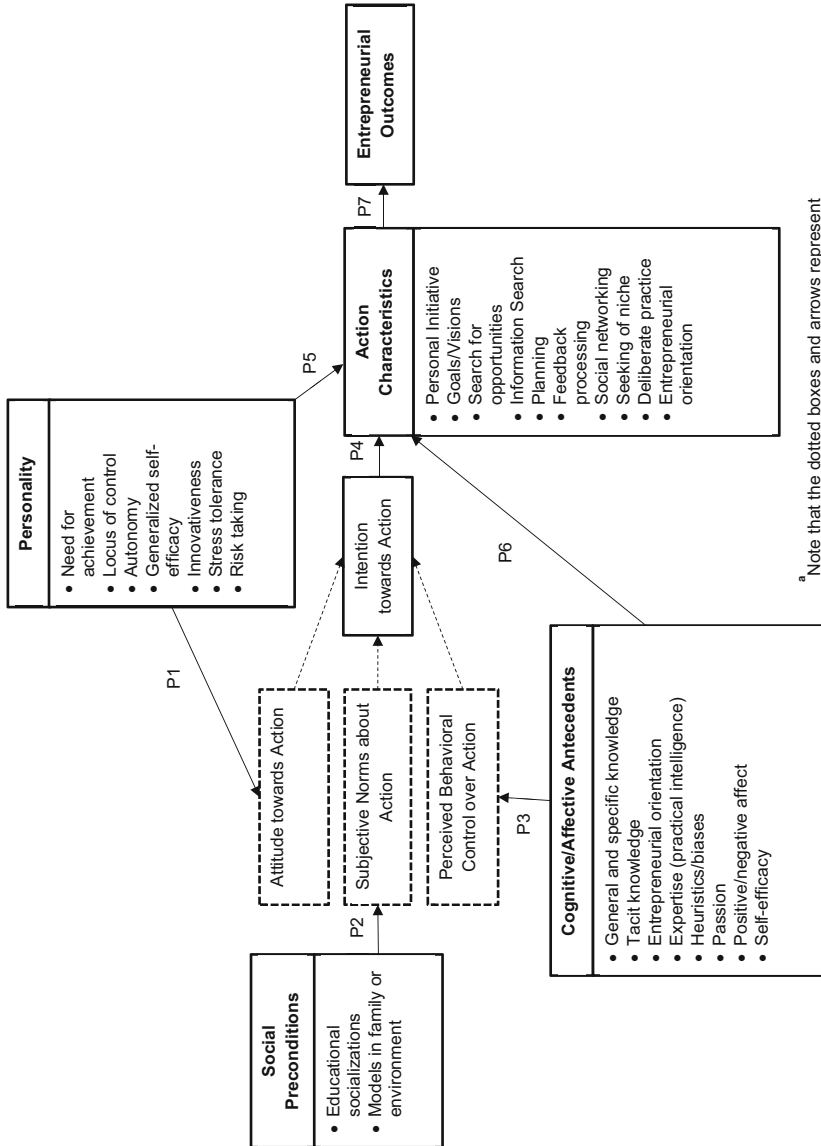 Personality
• Need for
achievement
• Locus of control
• Autonomy
• Generalized self-
efficacy
• Innovativeness
• Stress tolerance
• Risk taking
P1
P5
Social
Preconditions
• Educational
socializations
• Models in family or
environment
P2
Attitude towards Action
Subjective Norms about
Action
Perceived Behavioral
Control over Action
Intention
towards Action
P4
Action
Characteristics
• Personal Initiative
• Goals/Visions
• Search for
opportunities
• Information Search
• Planning
• Feedback
processing
• Social networking
• Seeking of niche
• Deliberate practice
• Entrepreneurial
orientation
P7
Entrepreneurial
Outcomes
P3
P6
Cognitive/Affective Antecedents
• General and specific knowledge
• Tacit knowledge
• Entrepreneurial orientation
• Expertise (practical intelligence)
• Heuristics/biases
• Passion
• Positive/negative affect
• Self-efficacy
a Note that the dotted boxes and arrows represent